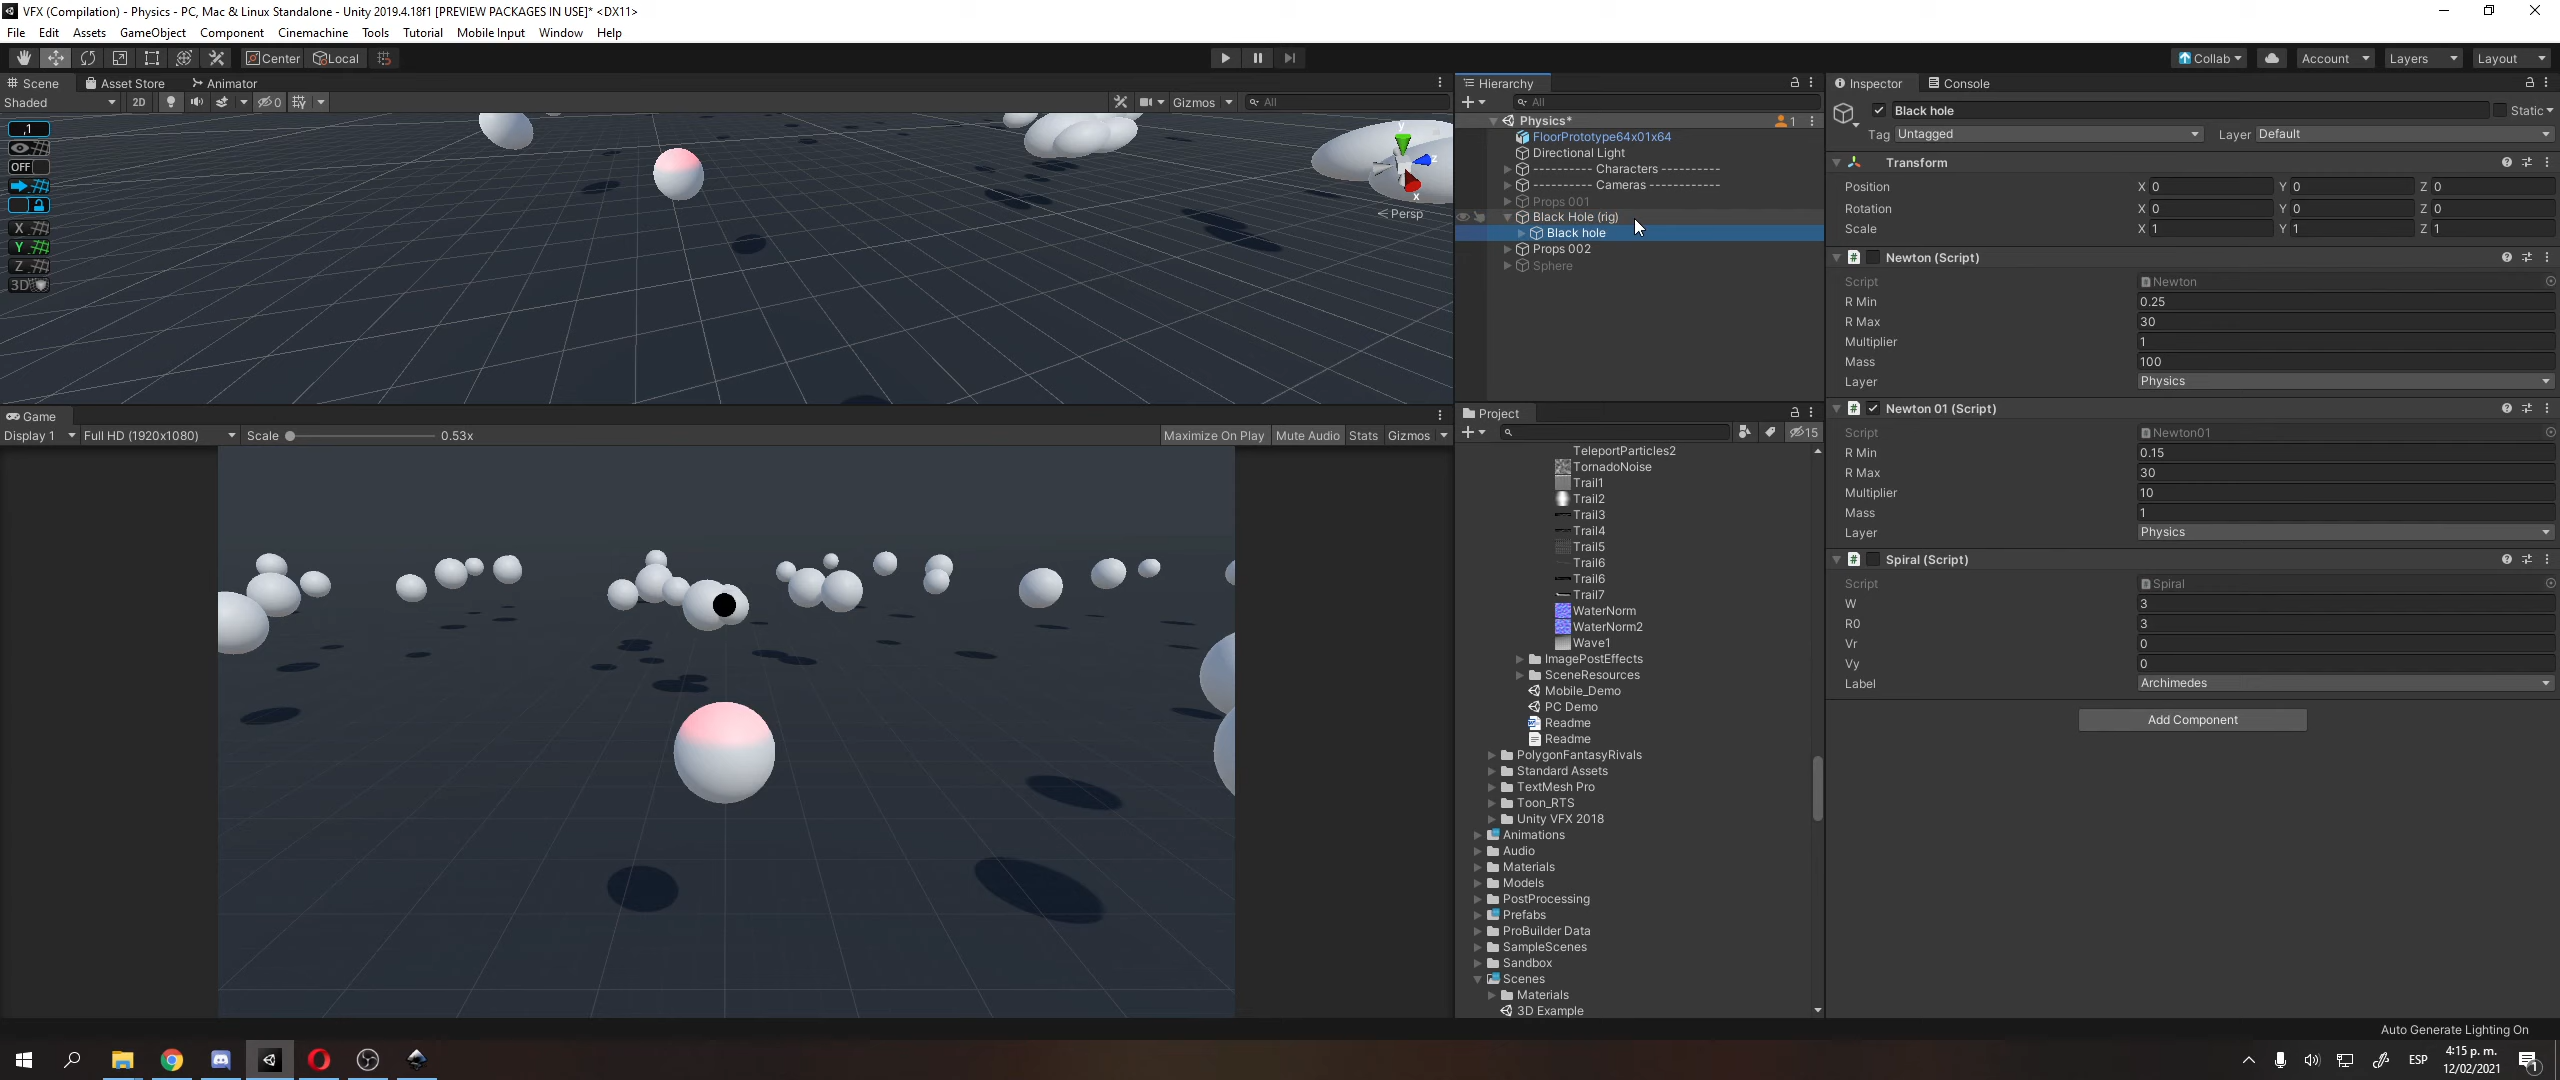 VFX (Compilation) - Physics - PC, Mac & Linux Standalone - Unity 2019.4.18f1 [PREVIEW PACKAGES IN USE]* <DX11>
File Edit Assets GameObject Component Cinemachine Tools Tutorial Mobile Input Window Help
Center Local
Collab Account Layers Layout
Scene Asset Store Animator
Shaded 2D 0 Gizmos All
,1
OFF
X
Y
Z
3D
y
z
x
Persp
Game
Display 1 Full HD (1920x1080) Scale 0.53x Maximize On Play Mute Audio Stats Gizmos
Hierarchy
All
Physics* 1
FloorPrototype64x01x64
Directional Light
---------- Characters ----------
---------- Cameras ------------
Props 001
Black Hole (rig)
Black hole
Props 002
Sphere
Project
15
TeleportParticles2
TornadoNoise
Trail1
Trail2
Trail3
Trail4
Trail5
Trail6
Trail6
Trail7
WaterNorm
WaterNorm2
Wave1
ImagePostEffects
SceneResources
Mobile_Demo
PC Demo
Readme
Readme
PolygonFantasyRivals
Standard Assets
TextMesh Pro
Toon_RTS
Unity VFX 2018
Animations
Audio
Materials
Models
PostProcessing
Prefabs
ProBuilder Data
SampleScenes
Sandbox
Scenes
Materials
3D Example
Inspector Console
Black hole Static
Tag Untagged Layer Default
Transform
Position X 0 Y 0 Z 0
Rotation X 0 Y 0 Z 0
Scale X 1 Y 1 Z 1
Newton (Script)
Script Newton
R Min 0.25
R Max 30
Multiplier 1
Mass 100
Layer Physics
Newton 01 (Script)
Script Newton01
R Min 0.15
R Max 30
Multiplier 10
Mass 1
Layer Physics
Spiral (Script)
Script Spiral
W 3
R0 3
Vr 0
Vy 0
Label Archimedes
Add Component
Auto Generate Lighting On
ESP
4:15 p. m.
12/02/2021
1